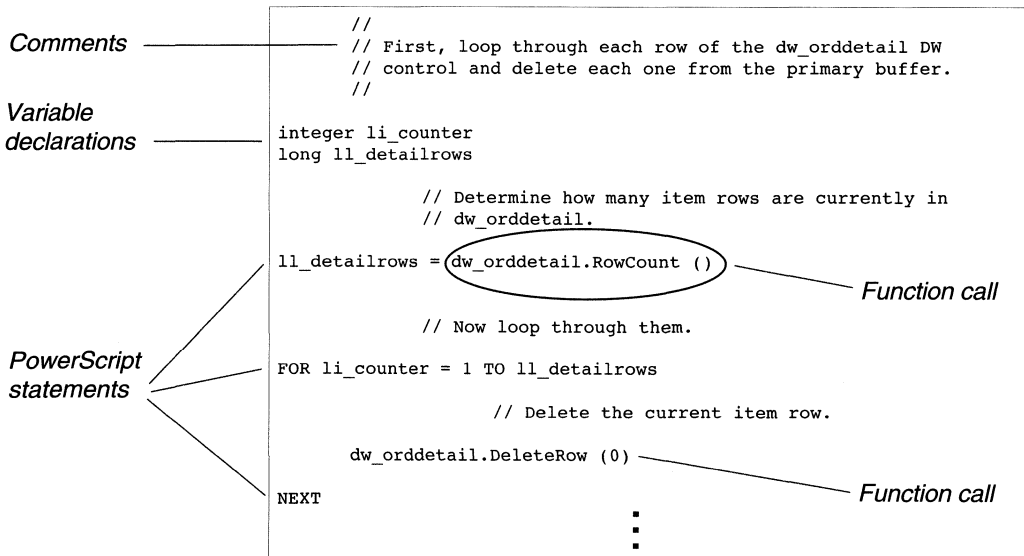 Comments
//
// First, loop through each row of the dw_orddetail DW
// control and delete each one from the primary buffer.
//
Variable
declarations
integer li_counter
long ll_detailrows
// Determine how many item rows are currently in
// dw_orddetail.
ll_detailrows = dw_orddetail.RowCount ()
Function call
// Now loop through them.
PowerScript
statements
FOR li_counter = 1 TO ll_detailrows
// Delete the current item row.
dw_orddetail.DeleteRow (0)
Function call
NEXT